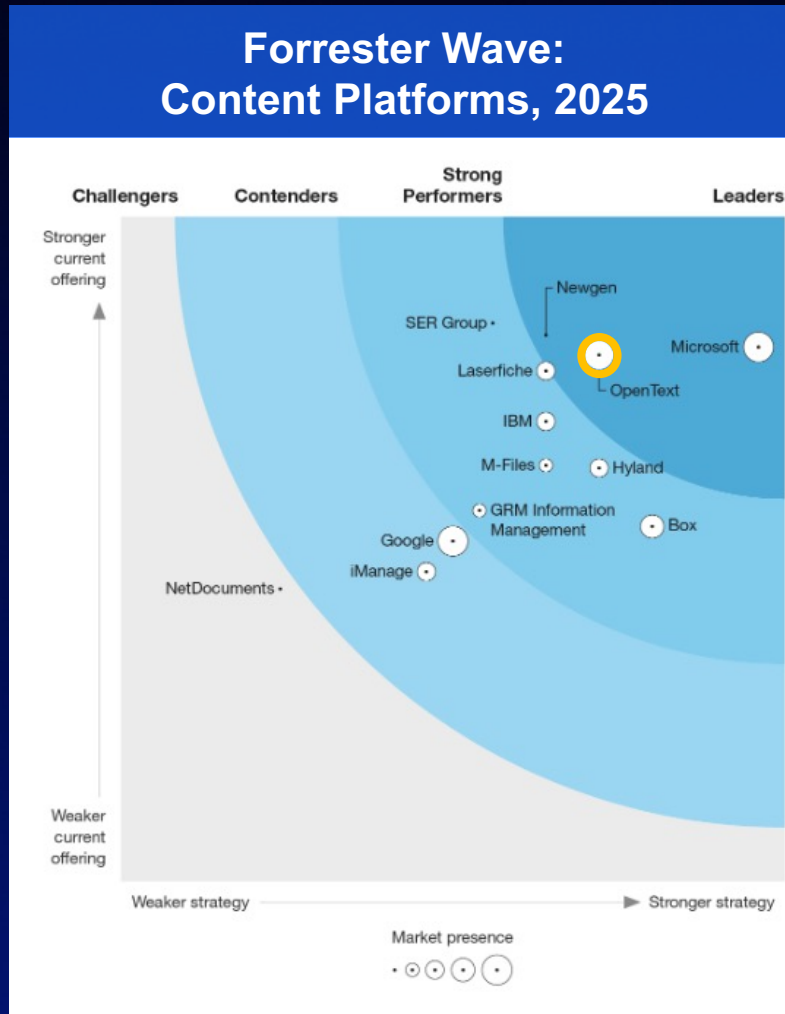 Forrester Wave:
Content Platforms, 2025
Challengers
Contenders
Strong
Performers
Leaders
Stronger
current
offering
Newgen
SER Group
Microsoft
Laserfiche
OpenText
IBM
M-Files
Hyland
GRM Information
Management
Box
Google
iManage
NetDocuments
Weaker
current
offering
Weaker strategy
Stronger strategy
Market presence